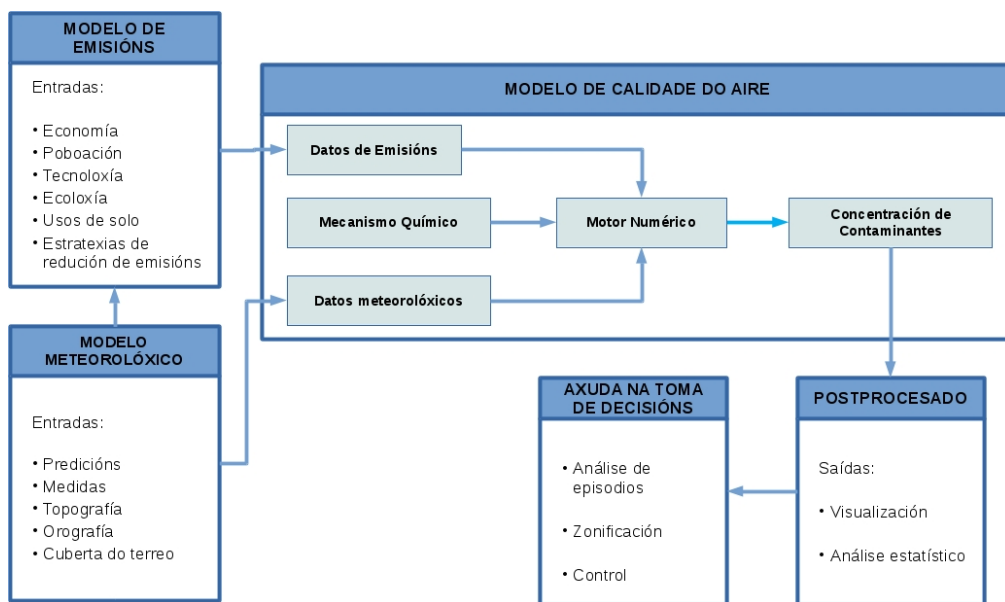 MODELO DE
EMISIÓNS
Entradas:
• Economía
• Poboación
• Tecnoloxía
• Ecoloxía
• Usos de solo
• Estratexias de
redución de emisións
MODELO
METEOROLÓXICO
Entradas:
• Predicións
• Medidas
• Topografía
• Orografía
• Cuberta do terreo
MODELO DE CALIDADE DO AIRE
Datos de Emisións
Mecanismo Químico
Datos meteorolóxicos
Motor Numérico
Concentración de
Contaminantes
POSTPROCESADO
Saídas:
• Visualización
• Análise estatístico
AXUDA NA TOMA
DE DECISIÓNS
• Análise de
episodios
• Zonificación
• Control